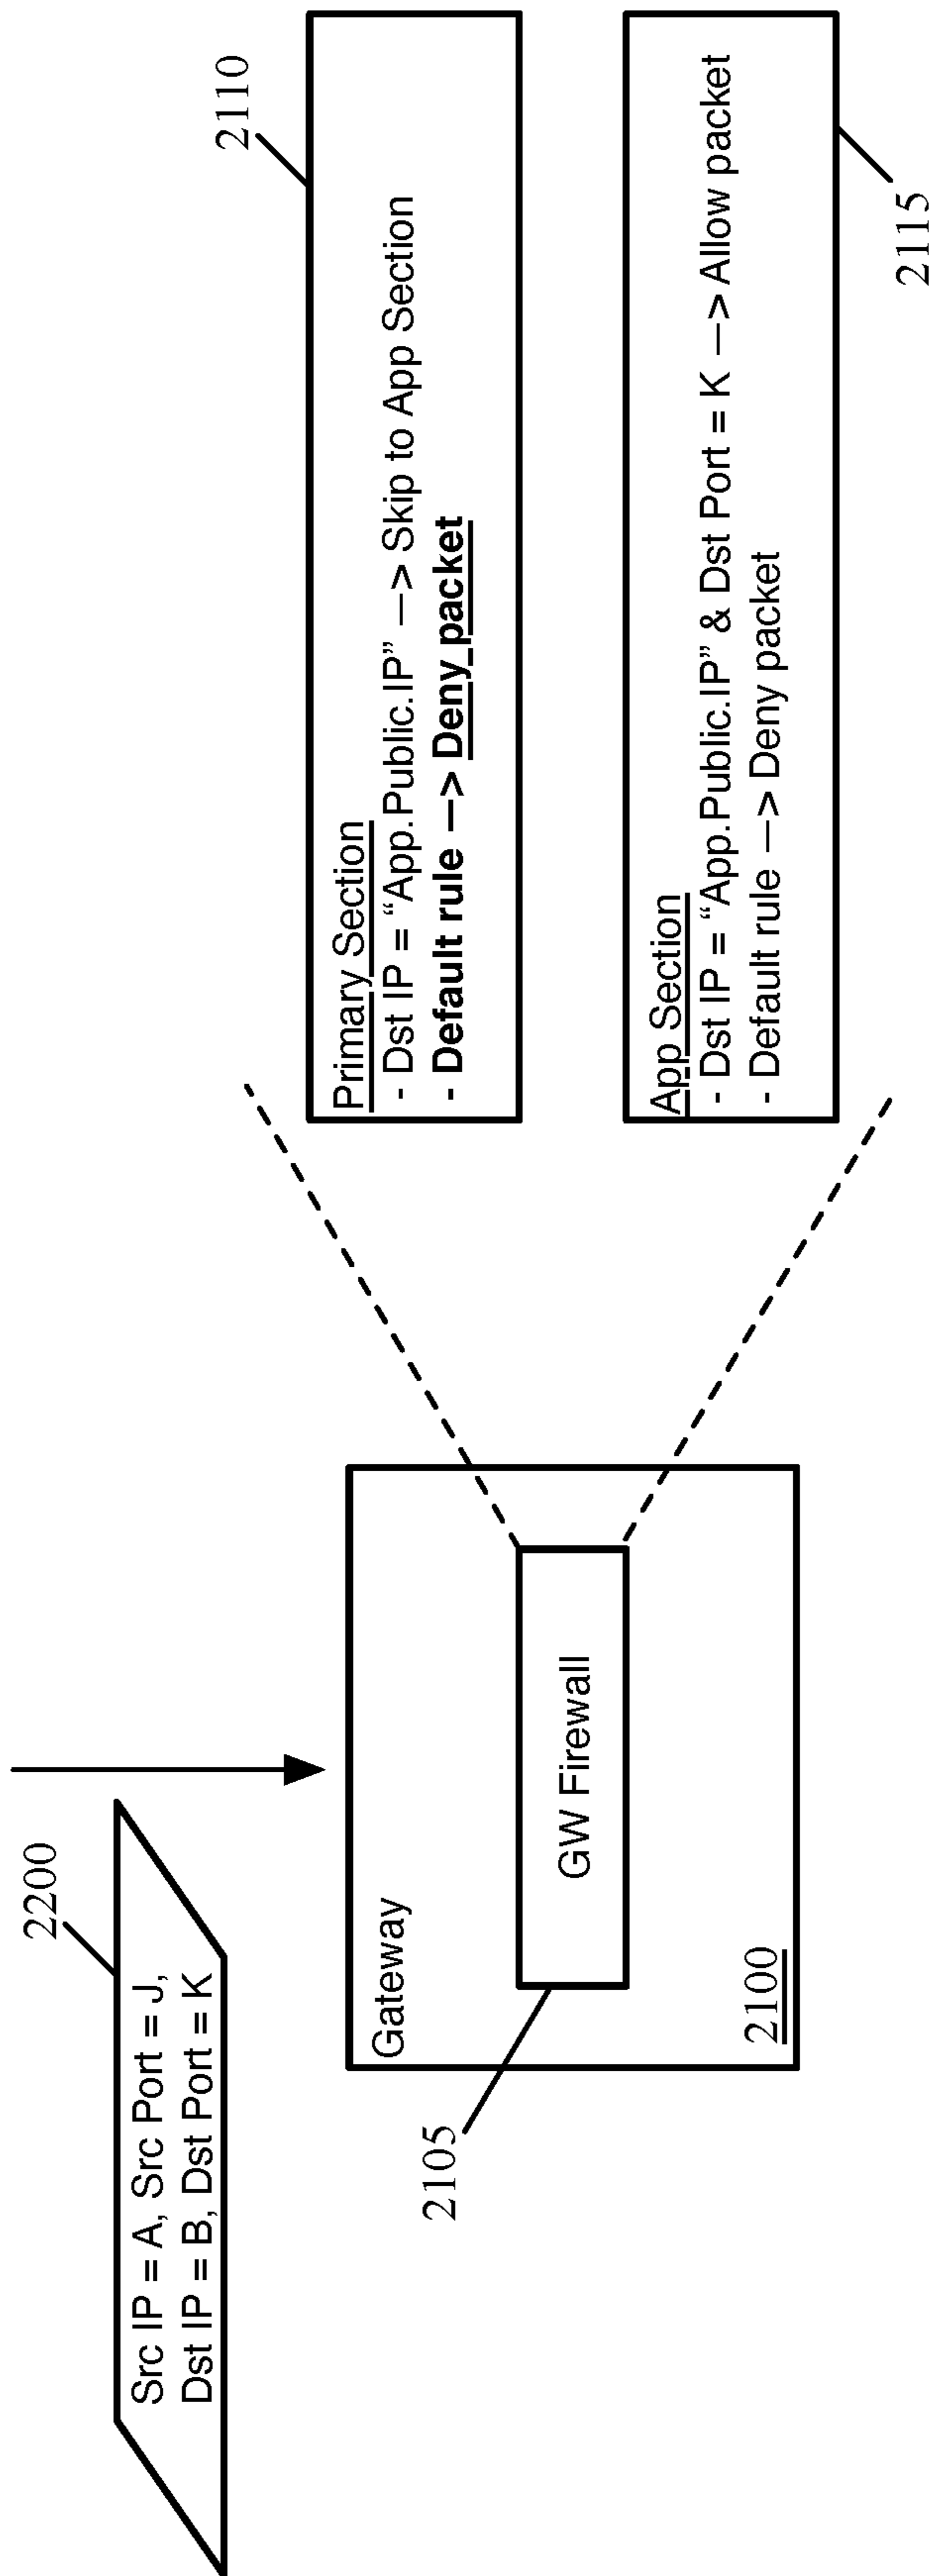 2200
Src IP = A, Src Port = J,
Dst IP = B, Dst Port = K
Gateway
2105
GW Firewall
2100
2110
Primary Section
- Dst IP = “App.Public.IP” —> Skip to App Section
- Default rule —> Deny packet
App Section
- Dst IP = “App.Public.IP” & Dst Port = K —> Allow packet
- Default rule —> Deny packet
2115